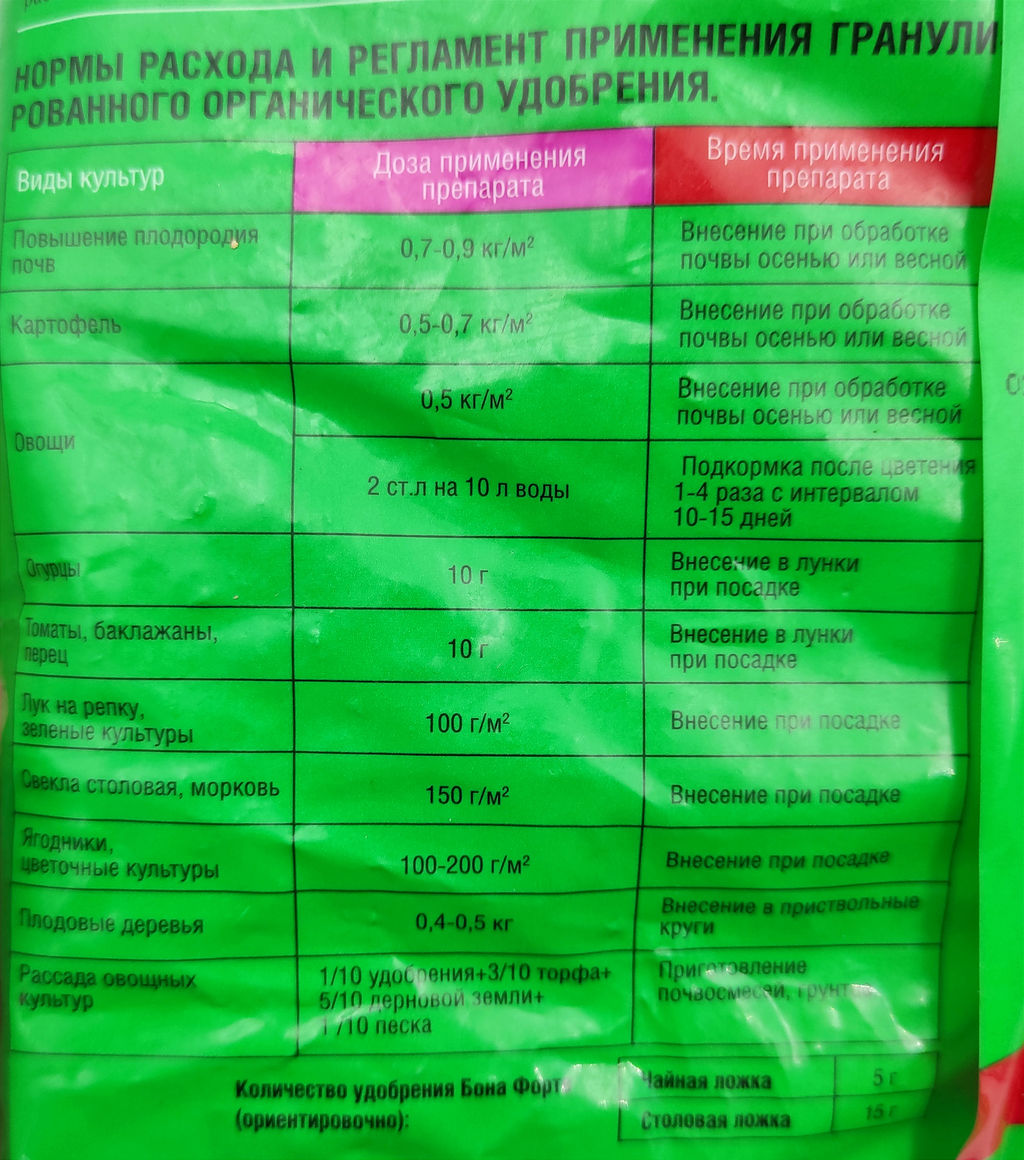 НОРМЫ РАСХОДА И РЕГЛАМЕНТ ПРИМЕНЕНИЯ ГРАНУЛИ
РОВАННОГО ОРГАНИЧЕСКОГО УДОБРЕНИЯ.
Виды культур
Доза применения
препарата
Время применения
препарата
Повышение плодородия
почв
0,7-0,9 кг/м²
Внесение при обработке
почвы осенью или весной
Картофель
0,5-0,7 кг/м²
Внесение при обработке
почвы осенью или весной
Овощи
0,5 кг/м²
Внесение при обработке
почвы осенью или весной
2 ст.л на 10 л воды
Подкормка после цветения
1-4 раза с интервалом
10-15 дней
Огурцы
10 г
Внесение в лунки
при посадке
Томаты, баклажаны,
перец
10 г
Внесение в лунки
при посадке
Лук на репку,
зеленые культуры
100 г/м²
Внесение при посадке
Свекла столовая, морковь
150 г/м²
Внесение при посадке
Ягодники,
цветочные культуры
100-200 г/м²
Внесение при посадке
Плодовые деревья
0,4-0,5 кг
Внесение в приствольные
круги
Рассада овощных
культур
1/10 удобрения+3/10 торфа+
5/10 дерновой земли+
1 /10 песка
Приготовление
почвосмесей,
Количество удобрения Бона Форте
(ориентировочно):
Чайная ложка
5 г
Столовая ложка
15 г